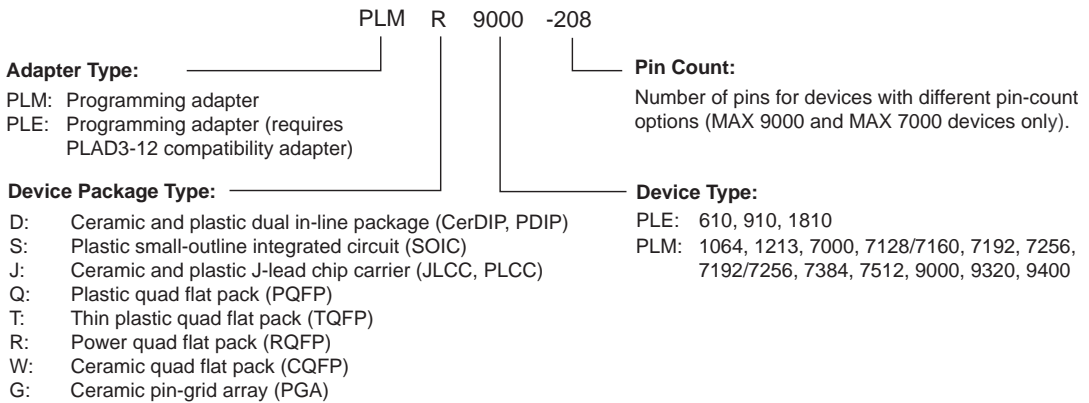 PLM R 9000 -208
Adapter Type:
PLM: Programming adapter
PLE: Programming adapter (requires
PLAD3-12 compatibility adapter)
Pin Count:
Number of pins for devices with different pin-count
options (MAX 9000 and MAX 7000 devices only).
Device Package Type:
D: Ceramic and plastic dual in-line package (CerDIP, PDIP)
S: Plastic small-outline integrated circuit (SOIC)
J: Ceramic and plastic J-lead chip carrier (JLCC, PLCC)
Q: Plastic quad flat pack (PQFP)
T: Thin plastic quad flat pack (TQFP)
R: Power quad flat pack (RQFP)
W: Ceramic quad flat pack (CQFP)
G: Ceramic pin-grid array (PGA)
Device Type:
PLE: 610, 910, 1810
PLM: 1064, 1213, 7000, 7128/7160, 7192, 7256,
7192/7256, 7384, 7512, 9000, 9320, 9400